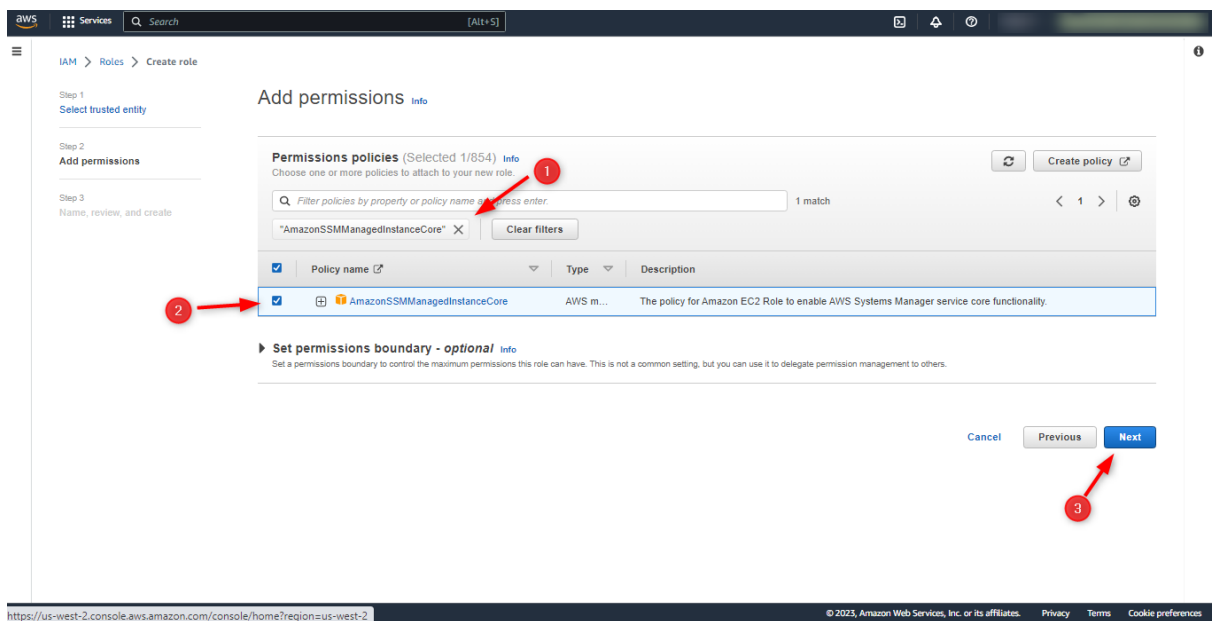 aws Services Search [Alt+S]
IAM > Roles > Create role
Step 1
Select trusted entity
Step 2
Add permissions
Step 3
Name, review, and create
Add permissions Info
Permissions policies (Selected 1/854) Info
Choose one or more policies to attach to your new role.
Create policy
1
Filter policies by property or policy name and press enter.
1 match
1
"AmazonSSMManagedInstanceCore"
Clear filters
Policy name Type Description
2
AmazonSSMManagedInstanceCore AWS m... The policy for Amazon EC2 Role to enable AWS Systems Manager service core functionality.
Set permissions boundary - optional Info
Set a permissions boundary to control the maximum permissions this role can have. This is not a common setting, but you can use it to delegate permission management to others.
Cancel Previous Next
3
https://us-west-2.console.aws.amazon.com/console/home?region=us-west-2
© 2023, Amazon Web Services, Inc. or its affiliates. Privacy Terms Cookie preferences